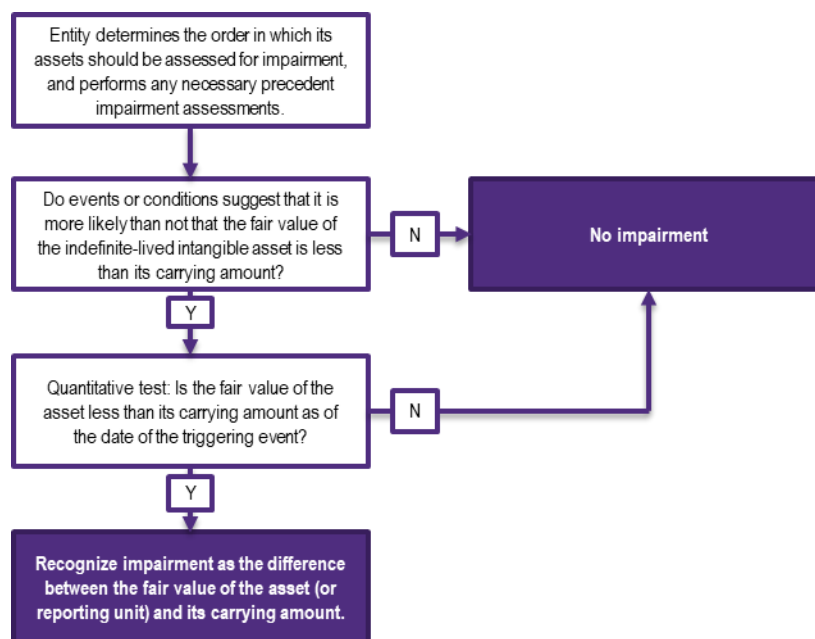 Entity determines the order in which its
assets should be assessed for impairment,
and performs any necessary precedent
impairment assessments.
Do events or conditions suggest that it is
more likely than not that the fair value of
the indefinite-lived intangible asset is less
than its carrying amount?
N
No impairment
Y
Quantitative test: Is the fair value of the
asset less than its carrying amount as of
the date of the triggering event?
N
Y
Recognize impairment as the difference
between the fair value of the asset (or
reporting unit) and its carrying amount.